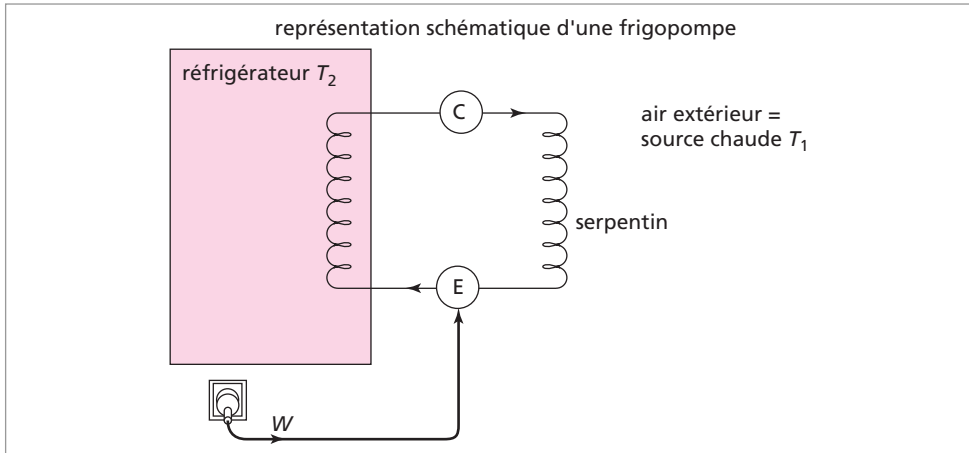 représentation schématique d'une frigopompe
réfrigérateur T₂
C
air extérieur =
source chaude T₁
serpentin
E
W